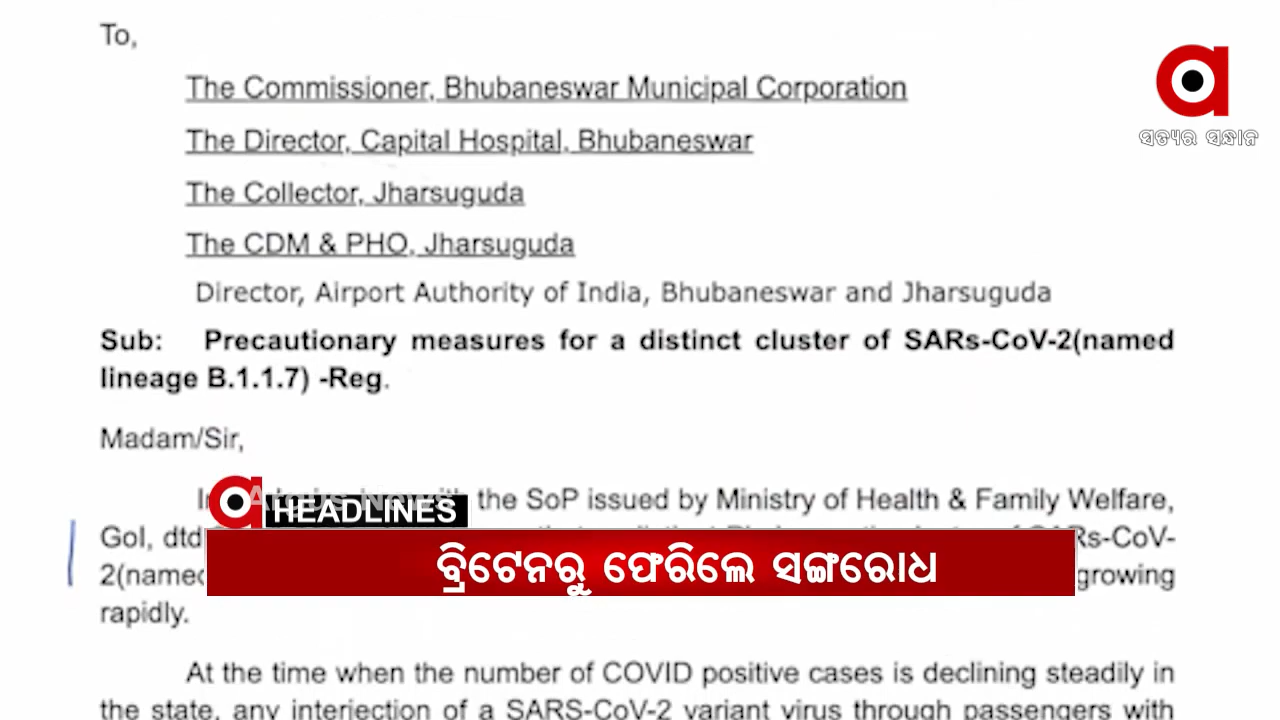 To,
The Commissioner, Bhubaneswar Municipal Corporation
The Director, Capital Hospital, Bhubaneswar
The Collector, Jharsuguda
The CDM & PHO, Jharsuguda
Director, Airport Authority of India, Bhubaneswar and Jharsuguda
Sub: Precautionary measures for a distinct cluster of SARs-CoV-2(named
lineage B.1.1.7) -Reg.
Madam/Sir,
the SoP issued by Ministry of Health & Family Welfare,
GoI, dtd
2(named growing
rapidly.
At the time when the number of COVID positive cases is declining steadily in
the state, any interjection of a SARS-CoV-2 variant virus through passengers with
ସତ୍ୟର ସନ୍ଧାନ
HEADLINES
ବ୍ରିଟେନରୁ ଫେରିଲେ ସଙ୍ଗରୋଧ